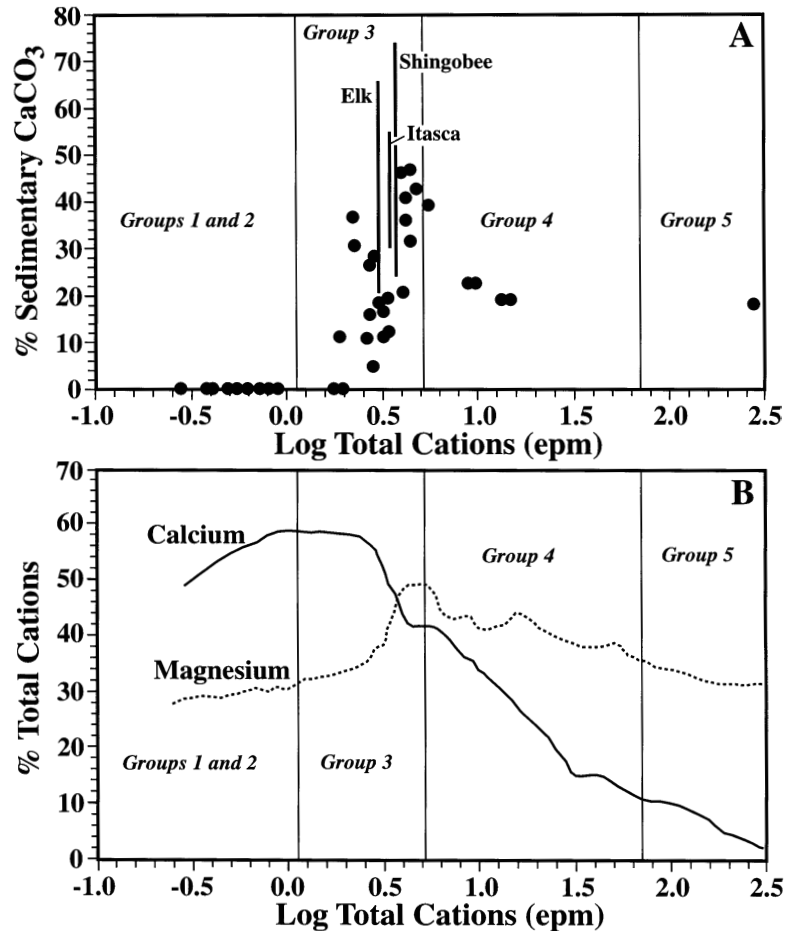 A
Group 3
Shingobee
Elk
Itasca
Groups 1 and 2
Group 4
Group 5
% Sedimentary CaCO3
80
70
60
50
40
30
20
10
0
-1.0 -0.5 0.0 0.5 1.0 1.5 2.0 2.5
Log Total Cations (epm)
B
Calcium
Group 4
Group 5
Magnesium
Groups 1 and 2
Group 3
% Total Cations
70
60
50
40
30
20
10
0
-1.0 -0.5 0.0 0.5 1.0 1.5 2.0 2.5
Log Total Cations (epm)